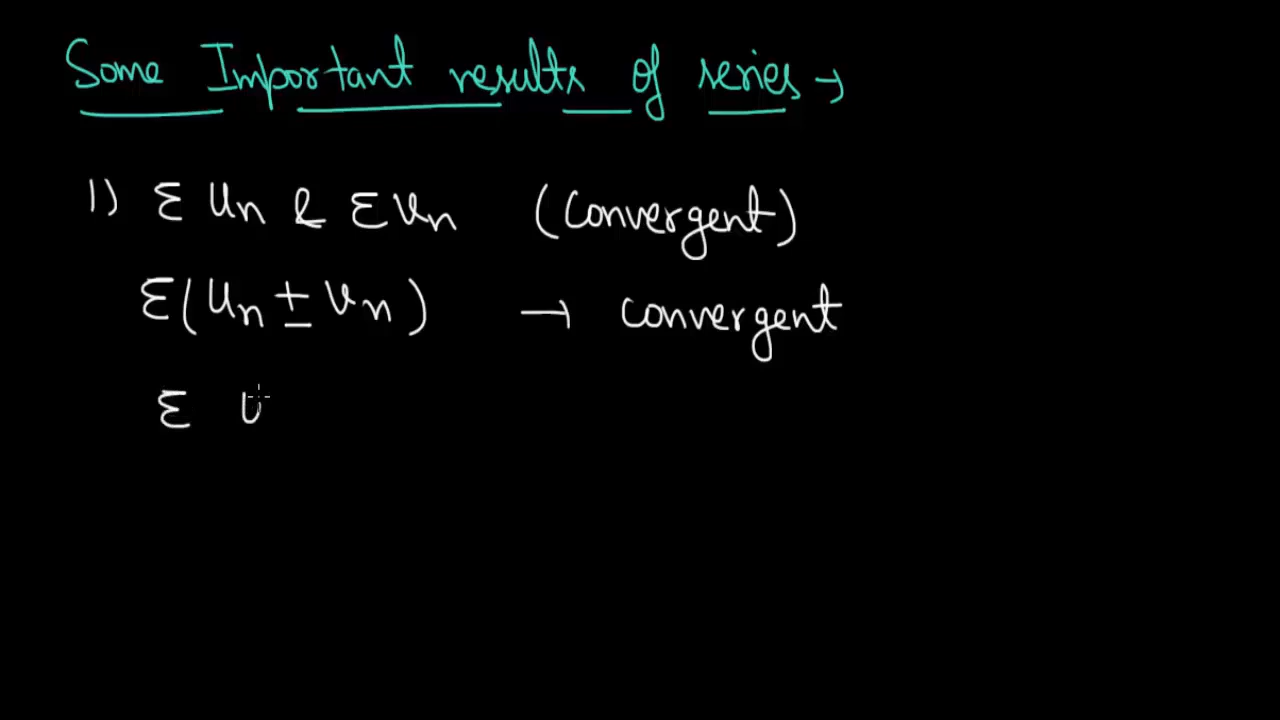 Some Important results of series →
1) Σ Un & Σ Vn (Convergent)
Σ(Un ± Vn) → convergent
Σ U